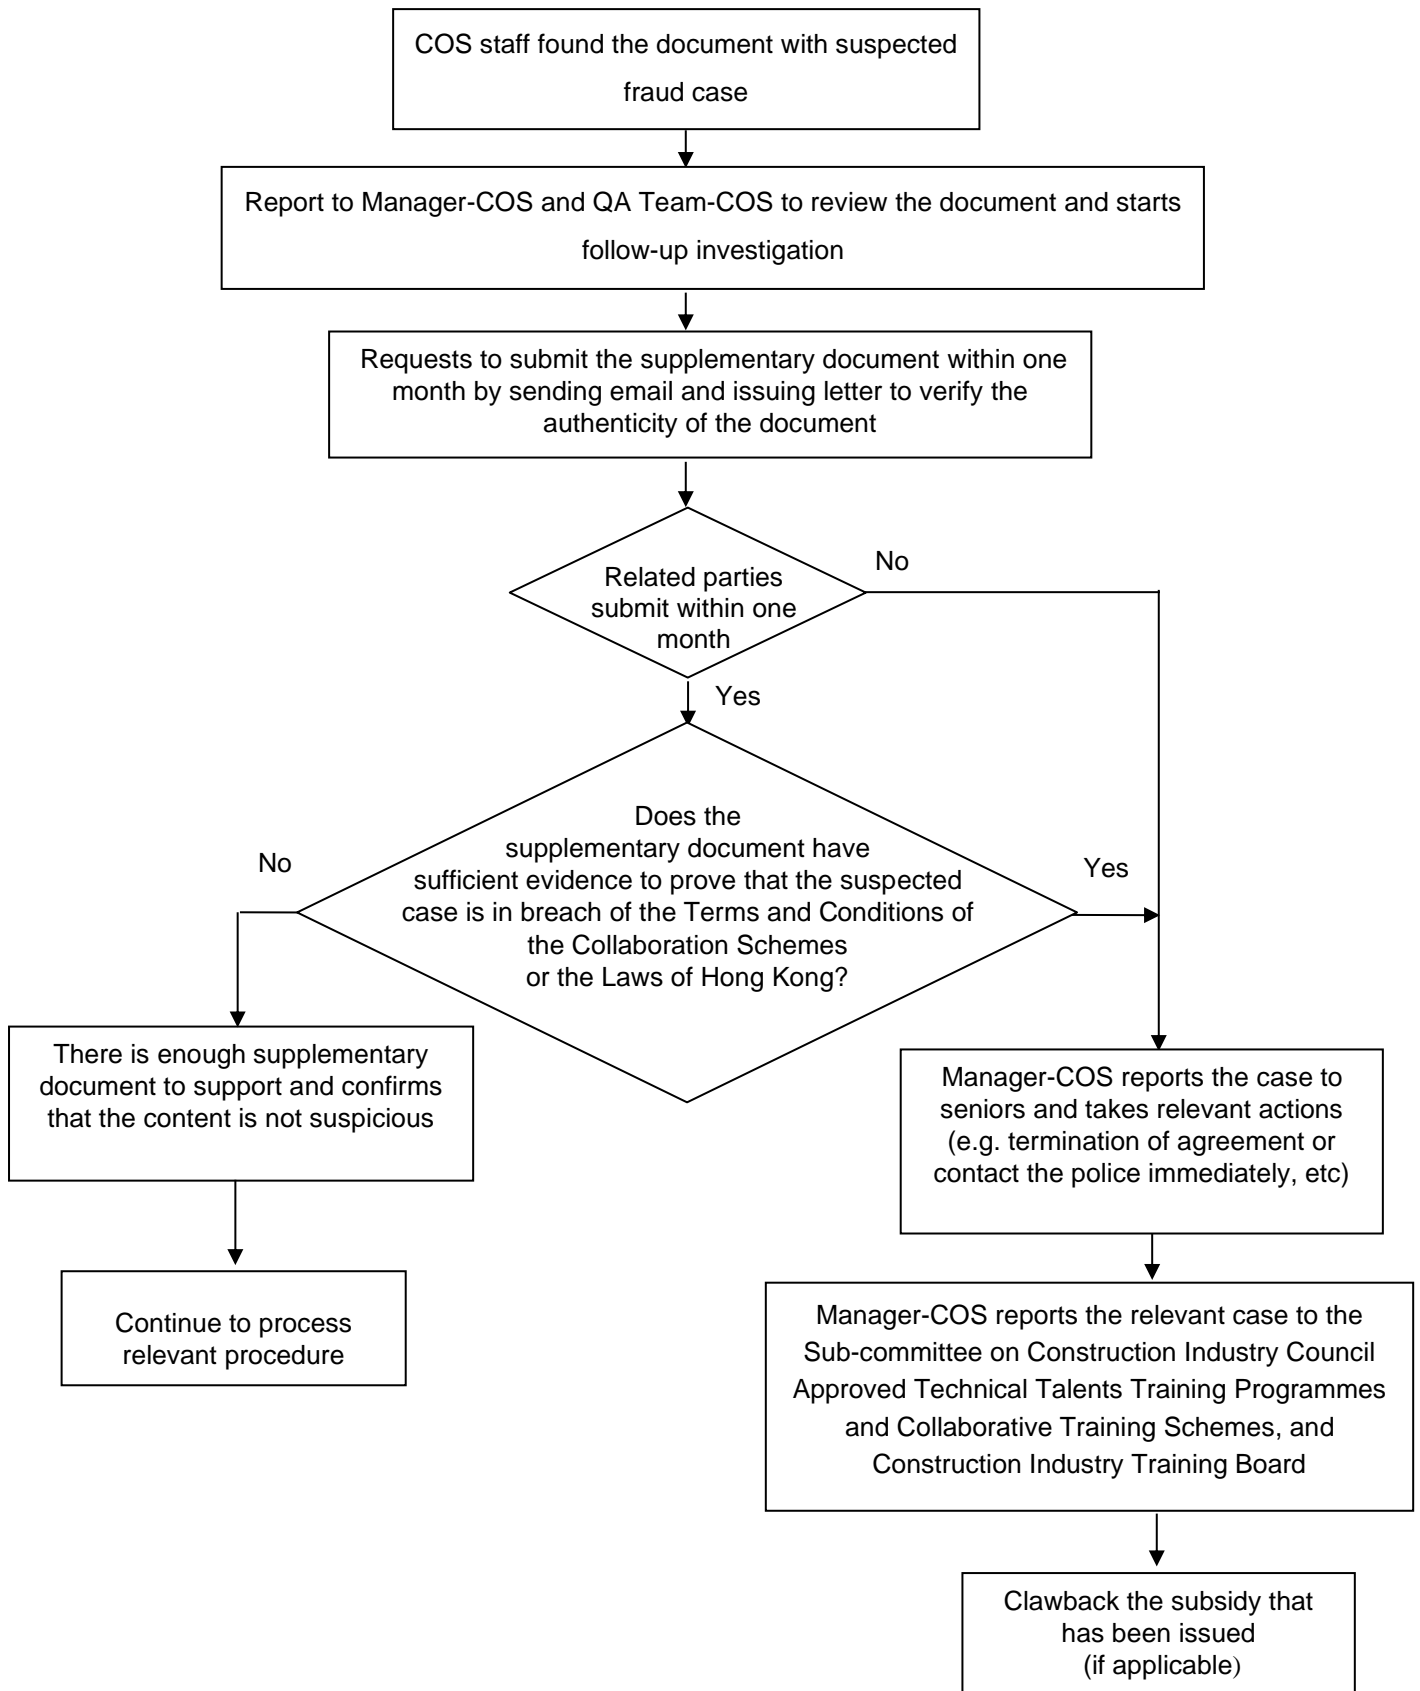 COS staff found the document with suspected
fraud case
Report to Manager-COS and QA Team-COS to review the document and starts
follow-up investigation
Requests to submit the supplementary document within one
month by sending email and issuing letter to verify the
authenticity of the document
Related parties
submit within one
month
No
Yes
Does the
supplementary document have
sufficient evidence to prove that the suspected
case is in breach of the Terms and Conditions of
the Collaboration Schemes
or the Laws of Hong Kong?
No
Yes
There is enough supplementary
document to support and confirms
that the content is not suspicious
Continue to process
relevant procedure
Manager-COS reports the case to
seniors and takes relevant actions
(e.g. termination of agreement or
contact the police immediately, etc)
Manager-COS reports the relevant case to the
Sub-committee on Construction Industry Council
Approved Technical Talents Training Programmes
and Collaborative Training Schemes, and
Construction Industry Training Board
Clawback the subsidy that
has been issued
(if applicable)